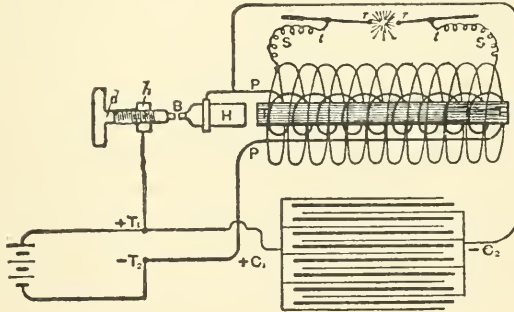 r r
S t t S
d h B P
H
P
+T₁
-T₂ +C₁ -C₂